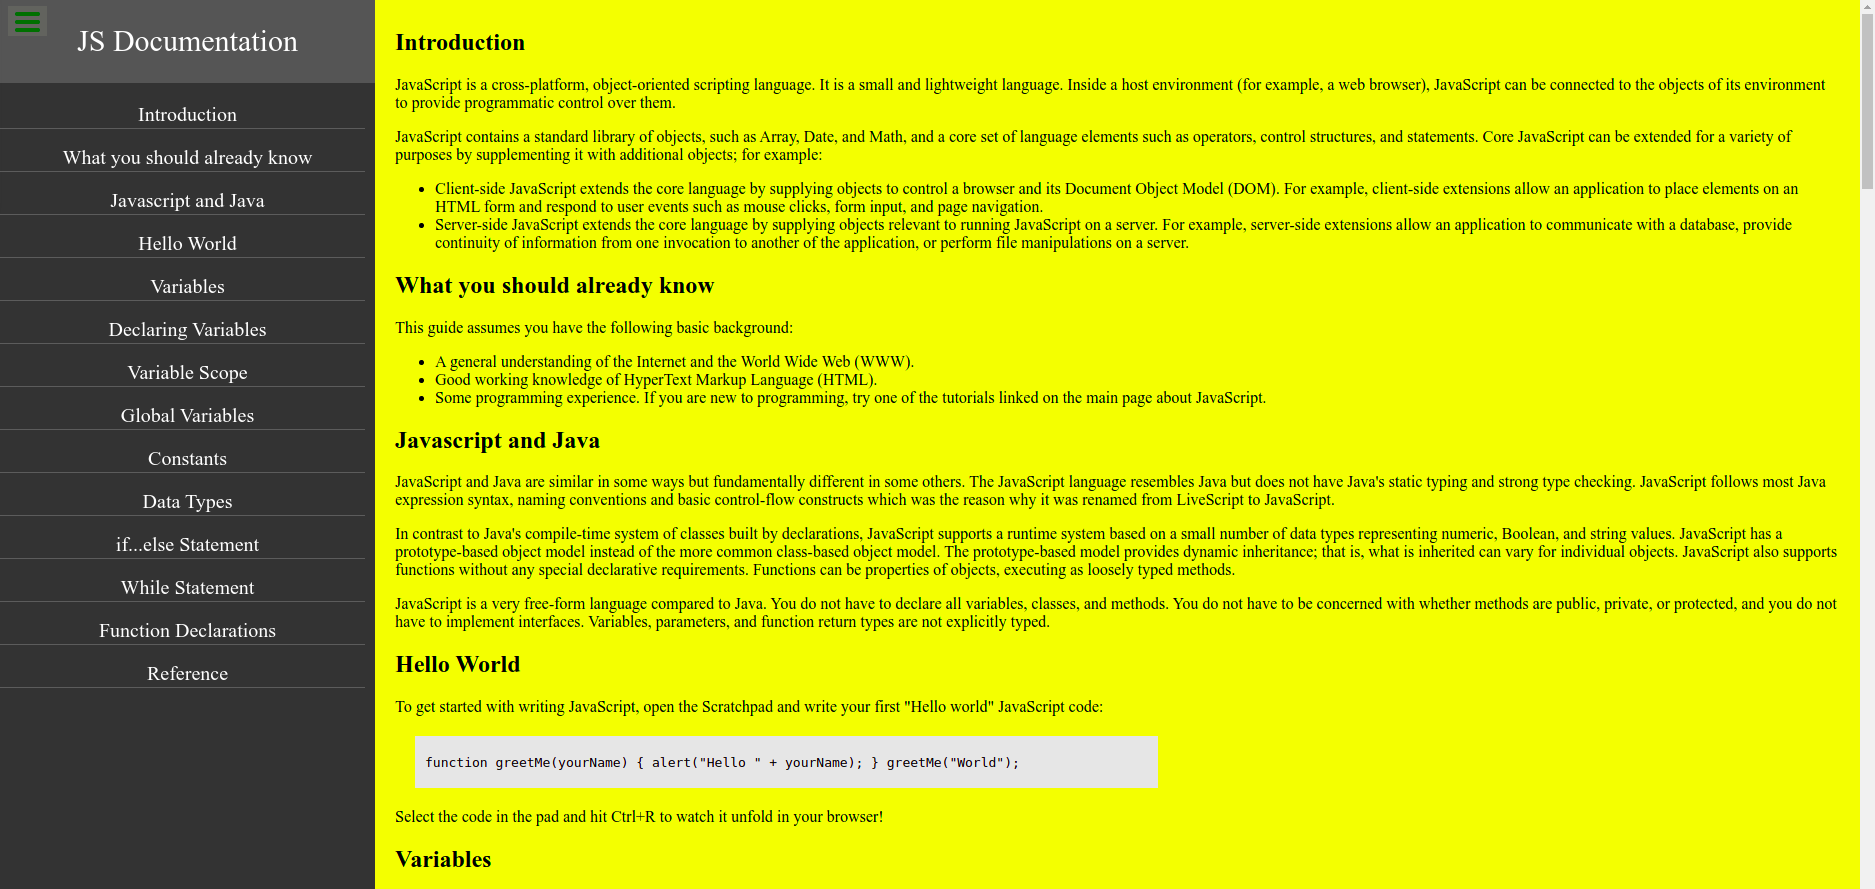 JS Documentation
Introduction
What you should already know
Javascript and Java
Hello World
Variables
Declaring Variables
Variable Scope
Global Variables
Constants
Data Types
if...else Statement
While Statement
Function Declarations
Reference
Introduction
JavaScript is a cross-platform, object-oriented scripting language. It is a small and lightweight language. Inside a host environment (for example, a web browser), JavaScript can be connected to the objects of its environment
to provide programmatic control over them.
JavaScript contains a standard library of objects, such as Array, Date, and Math, and a core set of language elements such as operators, control structures, and statements. Core JavaScript can be extended for a variety of
purposes by supplementing it with additional objects; for example:
• Client-side JavaScript extends the core language by supplying objects to control a browser and its Document Object Model (DOM). For example, client-side extensions allow an application to place elements on an
HTML form and respond to user events such as mouse clicks, form input, and page navigation.
• Server-side JavaScript extends the core language by supplying objects relevant to running JavaScript on a server. For example, server-side extensions allow an application to communicate with a database, provide
continuity of information from one invocation to another of the application, or perform file manipulations on a server.
What you should already know
This guide assumes you have the following basic background:
• A general understanding of the Internet and the World Wide Web (WWW).
• Good working knowledge of HyperText Markup Language (HTML).
• Some programming experience. If you are new to programming, try one of the tutorials linked on the main page about JavaScript.
Javascript and Java
JavaScript and Java are similar in some ways but fundamentally different in some others. The JavaScript language resembles Java but does not have Java's static typing and strong type checking. JavaScript follows most Java
expression syntax, naming conventions and basic control-flow constructs which was the reason why it was renamed from LiveScript to JavaScript.
In contrast to Java's compile-time system of classes built by declarations, JavaScript supports a runtime system based on a small number of data types representing numeric, Boolean, and string values. JavaScript has a
prototype-based object model instead of the more common class-based object model. The prototype-based model provides dynamic inheritance; that is, what is inherited can vary for individual objects. JavaScript also supports
functions without any special declarative requirements. Functions can be properties of objects, executing as loosely typed methods.
JavaScript is a very free-form language compared to Java. You do not have to declare all variables, classes, and methods. You do not have to be concerned with whether methods are public, private, or protected, and you do not
have to implement interfaces. Variables, parameters, and function return types are not explicitly typed.
Hello World
To get started with writing JavaScript, open the Scratchpad and write your first "Hello world" JavaScript code:
function greetMe(yourName) { alert("Hello " + yourName); } greetMe("World");
Select the code in the pad and hit Ctrl+R to watch it unfold in your browser!
Variables